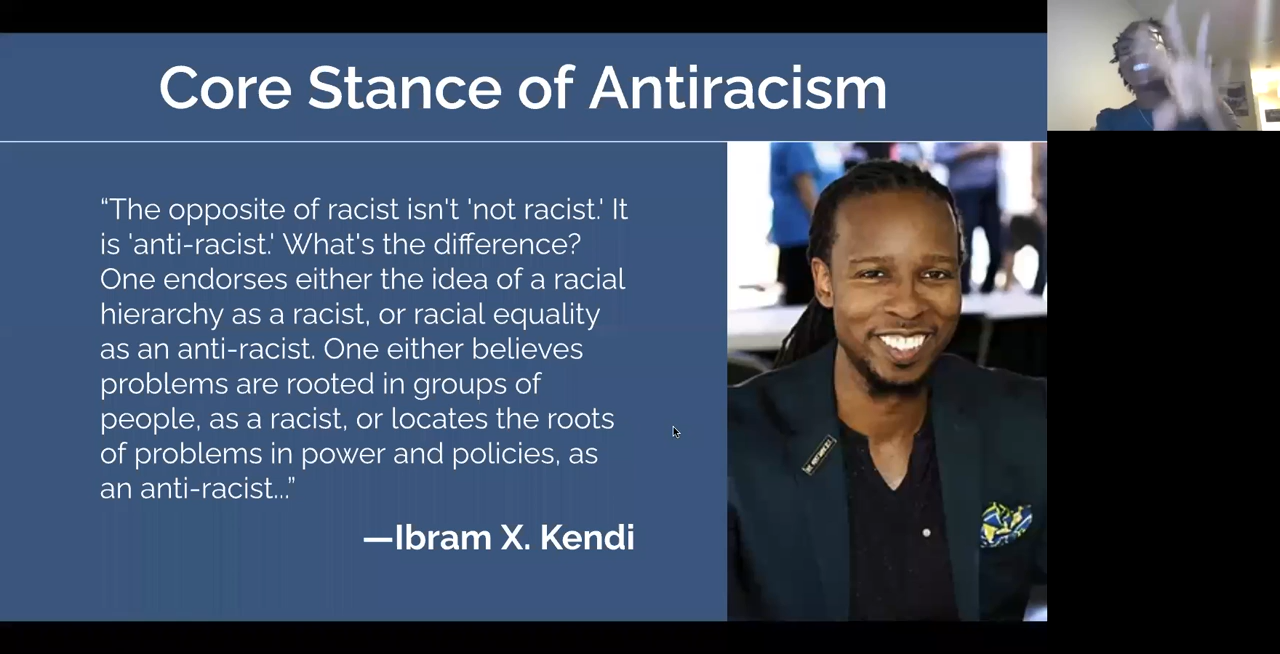 Core Stance of Antiracism
“The opposite of racist isn't 'not racist.' It
is 'anti-racist.' What's the difference?
One endorses either the idea of a racial
hierarchy as a racist, or racial equality
as an anti-racist. One either believes
problems are rooted in groups of
people, as a racist, or locates the roots
of problems in power and policies, as
an anti-racist...”
—Ibram X. Kendi